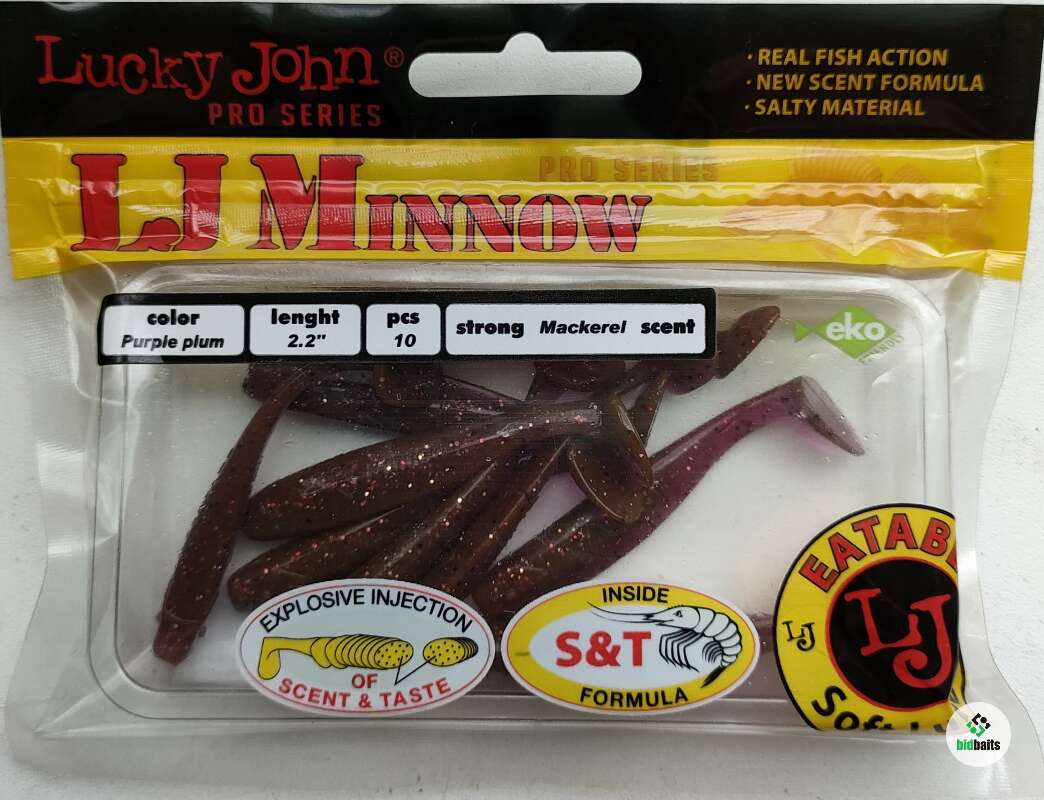 Lucky John®
PRO SERIES
· REAL FISH ACTION
· NEW SCENT FORMULA
· SALTY MATERIAL
PRO SERIES
LJ MINNOW
color
Purple plum
lenght
2.2"
pcs
10
strong Mackerel scent
eko
EXPLOSIVE INJECTION
OF
SCENT & TASTE
INSIDE
S&T
FORMULA
EATAB
LJ
LJ
Soft
bidbaits